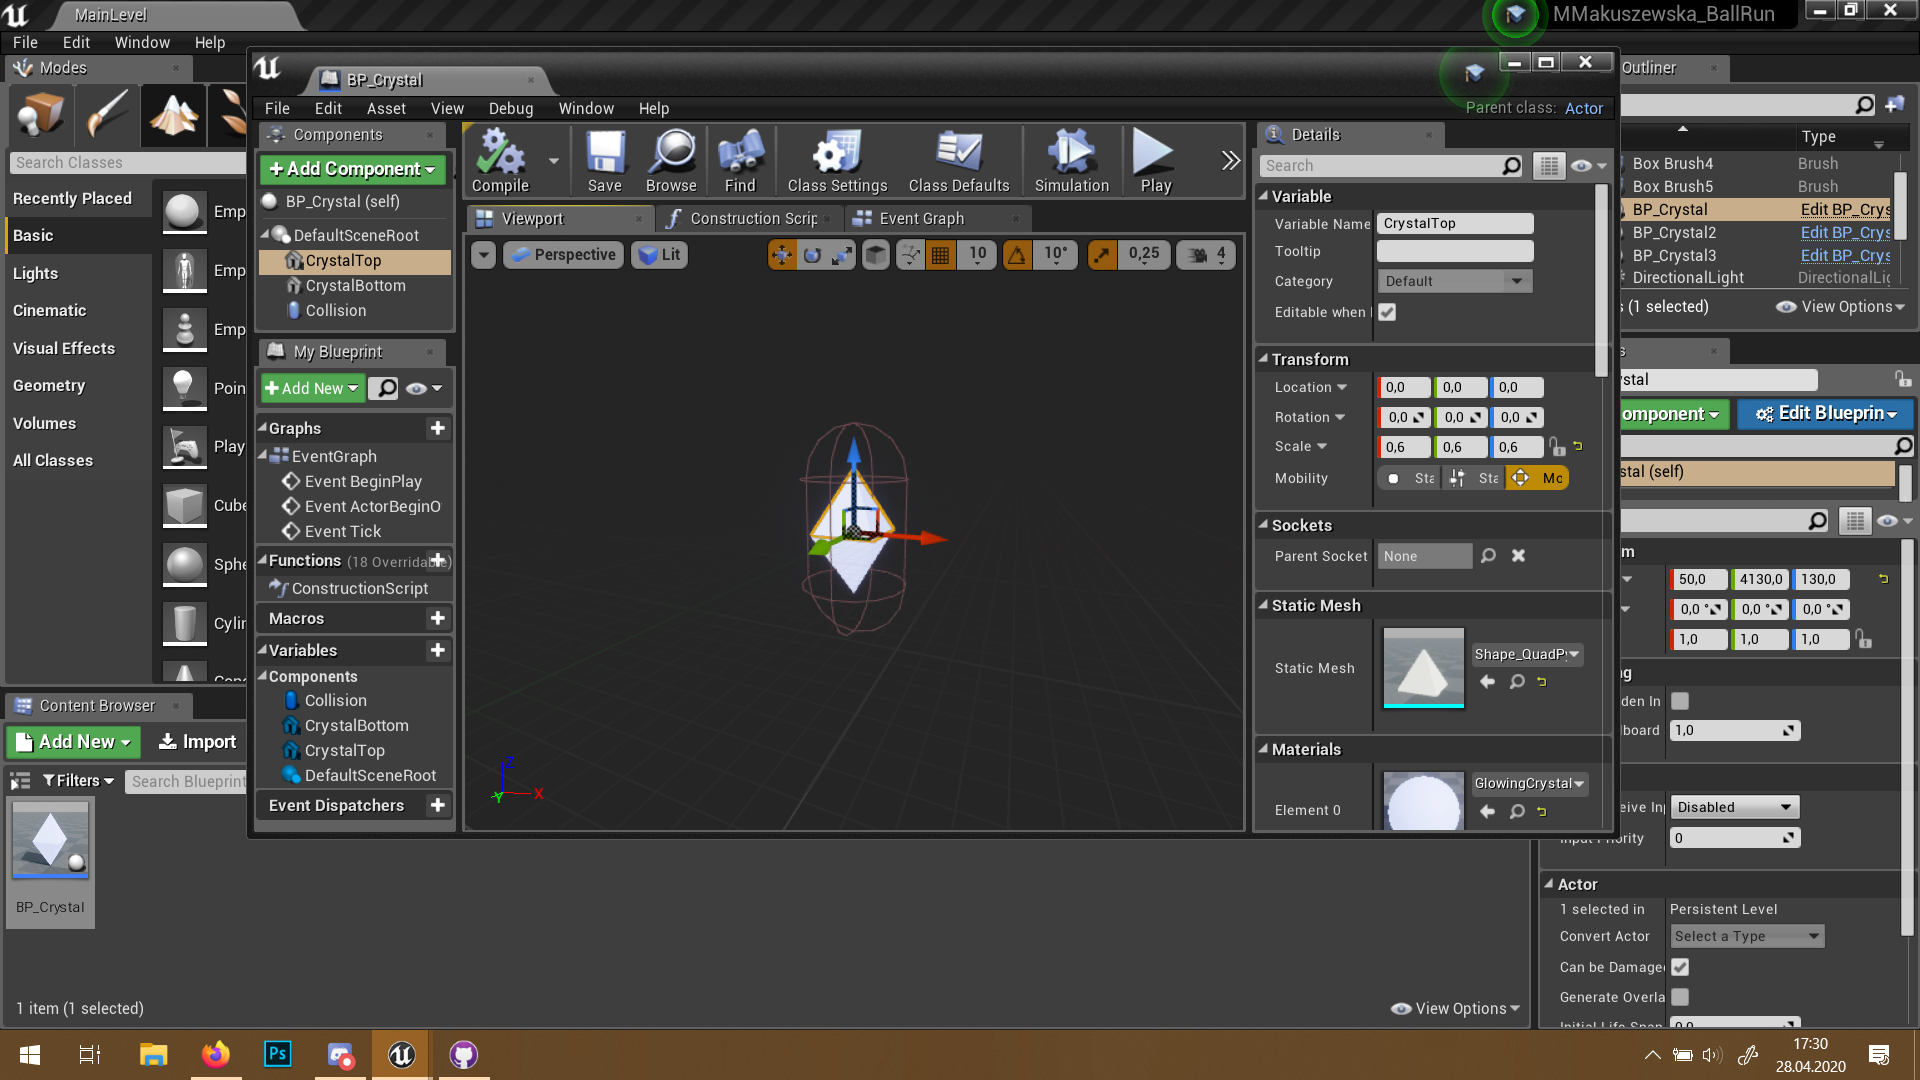 MainLevel
MMakuszewska_BallRun
File Edit Window Help
Modes
Search Classes
Recently Placed
Basic
Lights
Cinematic
Visual Effects
Geometry
Volumes
All Classes
Emp
Emp
Emp
Poin
Play
Cube
Sphe
Cylin
Cone
BP_Crystal
File Edit Asset View Debug Window Help
Parent class: Actor
Components
+Add Component
BP_Crystal (self)
DefaultSceneRoot
CrystalTop
CrystalBottom
Collision
My Blueprint
+Add New
Graphs
EventGraph
Event BeginPlay
Event ActorBeginO
Event Tick
Functions (18 Overridable)
ConstructionScript
Macros
Variables
Components
Collision
CrystalBottom
CrystalTop
DefaultSceneRoot
Event Dispatchers
Compile Save Browse Find Class Settings Class Defaults Simulation Play
Viewport Construction Scrip Event Graph
Perspective Lit 10 10° 0,25 4
Z
X
Y
Details
Search
Variable
Variable Name CrystalTop
Tooltip
Category Default
Editable when
Transform
Location 0,0 0,0 0,0
Rotation 0,0 0,0 0,0
Scale 0,6 0,6 0,6
Mobility Sta Sta Mo
Sockets
Parent Socket None
Static Mesh
Static Mesh Shape_QuadPy
Materials
Element 0 GlowingCrystal
Outliner
Type
Box Brush4 Brush
Box Brush5 Brush
BP_Crystal Edit BP_Crys
BP_Crystal2 Edit BP_Crys
BP_Crystal3 Edit BP_Crys
DirectionalLight DirectionalLig
s (1 selected) View Options
s
stal
omponent Edit Blueprin
stal (self)
m
50,0 4130,0 130,0
0,0 ° 0,0 ° 0,0 °
1,0 1,0 1,0
g
den In
board 1,0
eive Inp Disabled
Input Priority 0
Actor
1 selected in Persistent Level
Convert Actor Select a Type
Can be Damaged
Generate Overla
Initial Life Span 0,0
Content Browser
Add New Import
Filters Search Blueprint
BP_Crystal
1 item (1 selected)
View Options
Ps
17:30
28.04.2020